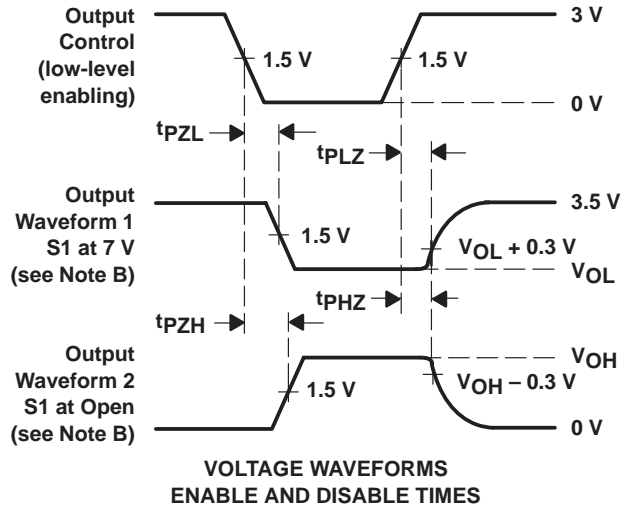 Output
Control
(low-level
enabling)
3 V
1.5 V
1.5 V
0 V
tPZL
tPLZ
Output
Waveform 1
S1 at 7 V
(see Note B)
3.5 V
1.5 V
VOL + 0.3 V
VOL
tPHZ
tPZH
Output
Waveform 2
S1 at Open
(see Note B)
VOH
1.5 V
VOH – 0.3 V
0 V
VOLTAGE WAVEFORMS
ENABLE AND DISABLE TIMES